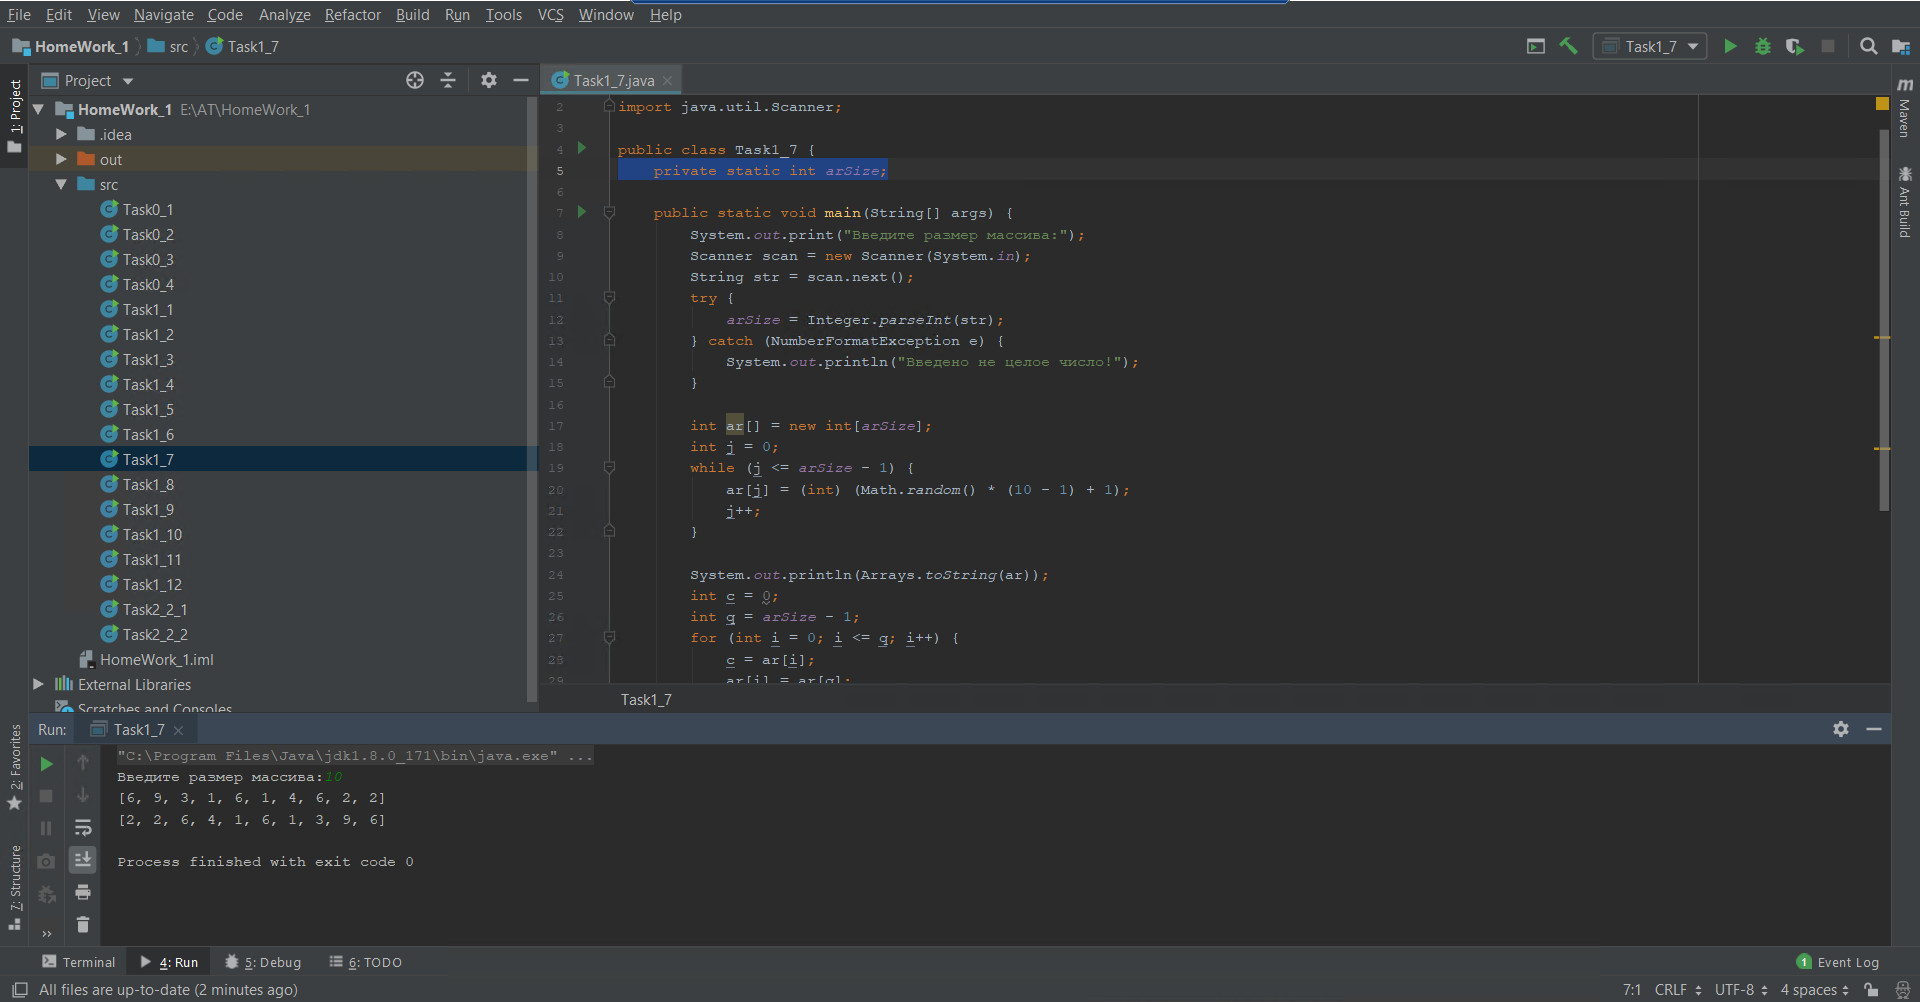 File Edit View Navigate Code Analyze Refactor Build Run Tools VCS Window Help
HomeWork_1 src Task1_7
Task1_7
1: Project
Project
HomeWork_1 E:\AT\HomeWork_1
.idea
out
src
Task0_1
Task0_2
Task0_3
Task0_4
Task1_1
Task1_2
Task1_3
Task1_4
Task1_5
Task1_6
Task1_7
Task1_8
Task1_9
Task1_10
Task1_11
Task1_12
Task2_2_1
Task2_2_2
HomeWork_1.iml
External Libraries
Scratches and Consoles
Task1_7.java
2 import java.util.Scanner;
3
4 public class Task1_7 {
5 private static int arSize;
6
7 public static void main(String[] args) {
8 System.out.print("Введите размер массива:");
9 Scanner scan = new Scanner(System.in);
10 String str = scan.next();
11 try {
12 arSize = Integer.parseInt(str);
13 } catch (NumberFormatException e) {
14 System.out.println("Введено не целое число!");
15 }
16
17 int ar[] = new int[arSize];
18 int j = 0;
19 while (j <= arSize - 1) {
20 ar[j] = (int) (Math.random() * (10 - 1) + 1);
21 j++;
22 }
23
24 System.out.println(Arrays.toString(ar));
25 int c = 0;
26 int q = arSize - 1;
27 for (int i = 0; i <= q; i++) {
28 c = ar[i];
29 ar[i] = ar[q];
Task1_7
Maven
Ant Build
2: Favorites
7: Structure
Run: Task1_7
"C:\Program Files\Java\jdk1.8.0_171\bin\java.exe" ...
Введите размер массива:10
[6, 9, 3, 1, 6, 1, 4, 6, 2, 2]
[2, 2, 6, 4, 1, 6, 1, 3, 9, 6]
Process finished with exit code 0
Terminal 4: Run 5: Debug 6: TODO
1 Event Log
All files are up-to-date (2 minutes ago)
7:1 CRLF UTF-8 4 spaces